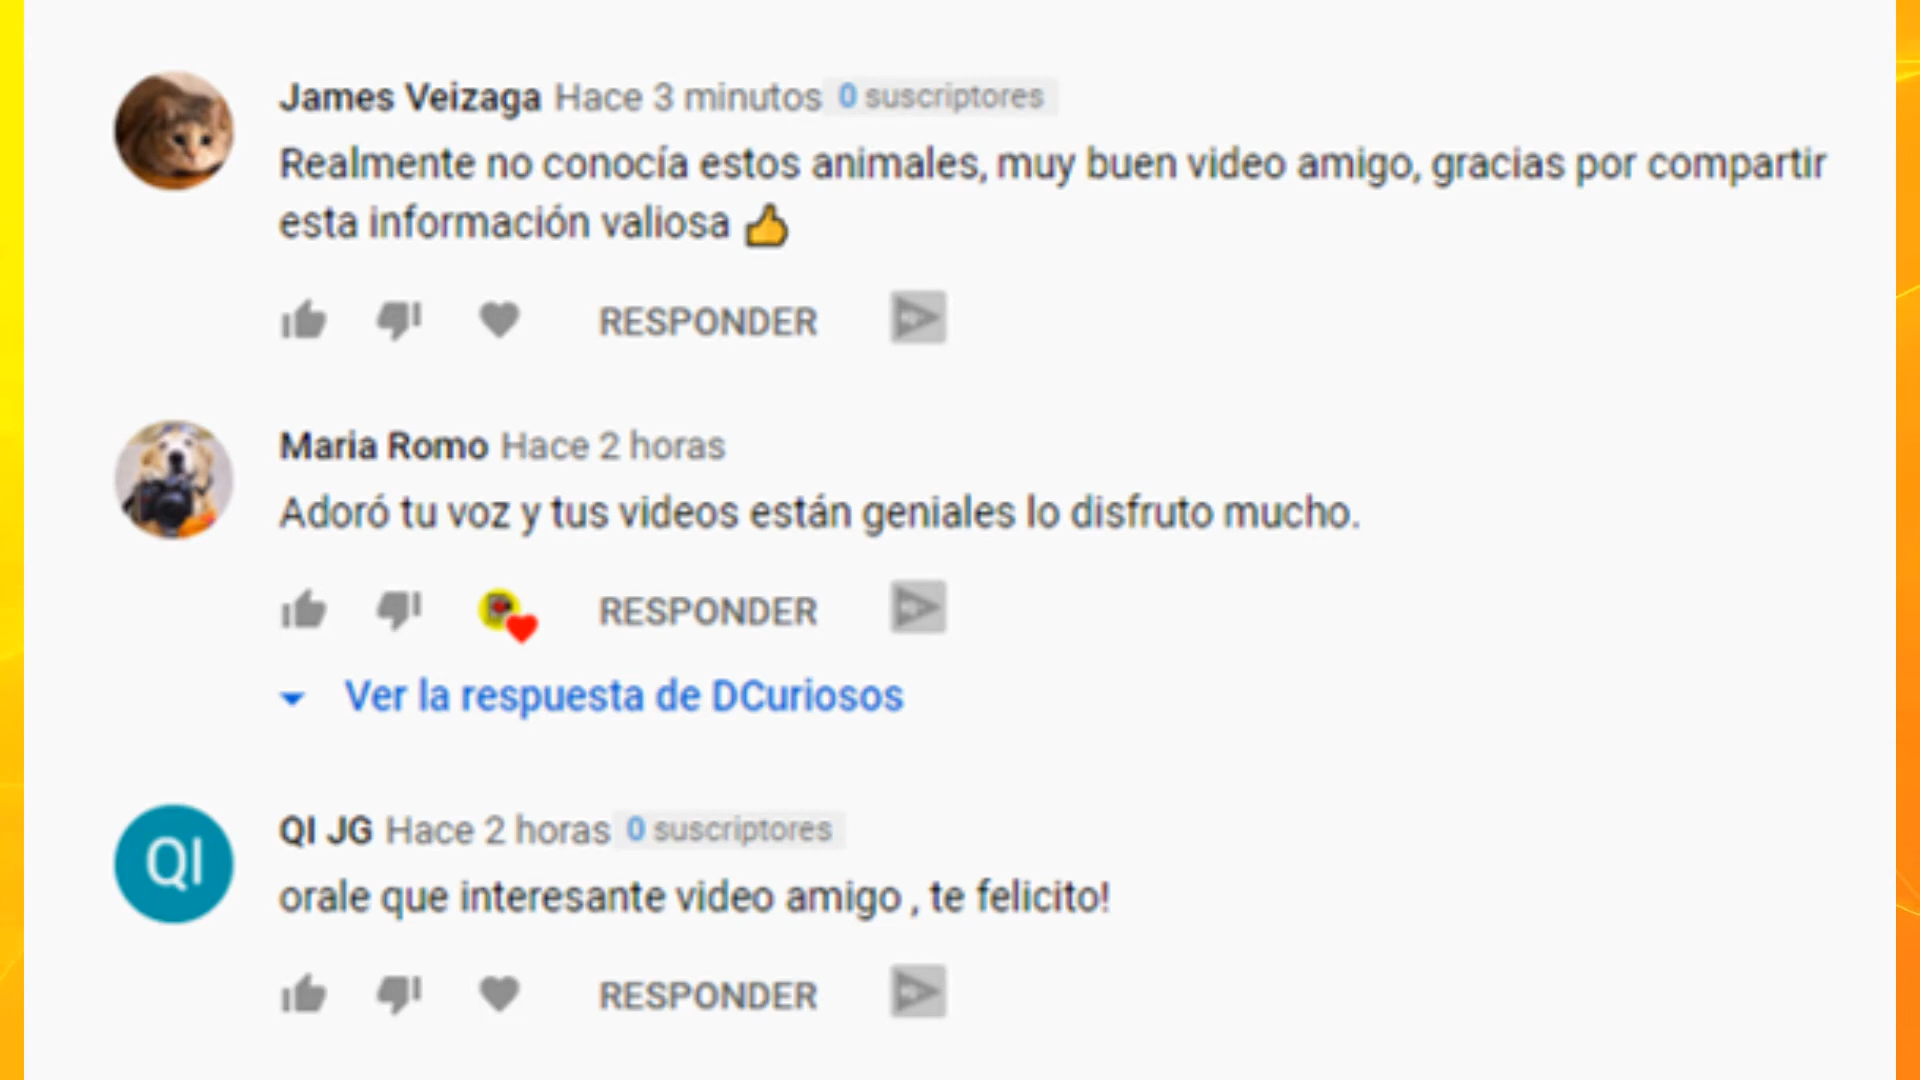 James Veizaga Hace 3 minutos 0 suscriptores
Realmente no conocía estos animales, muy buen video amigo, gracias por compartir
esta información valiosa 👍
RESPONDER
Maria Romo Hace 2 horas
Adoró tu voz y tus videos están geniales lo disfruto mucho.
RESPONDER
Ver la respuesta de DCuriosos
QI
QI JG Hace 2 horas 0 suscriptores
orale que interesante video amigo , te felicito!
RESPONDER